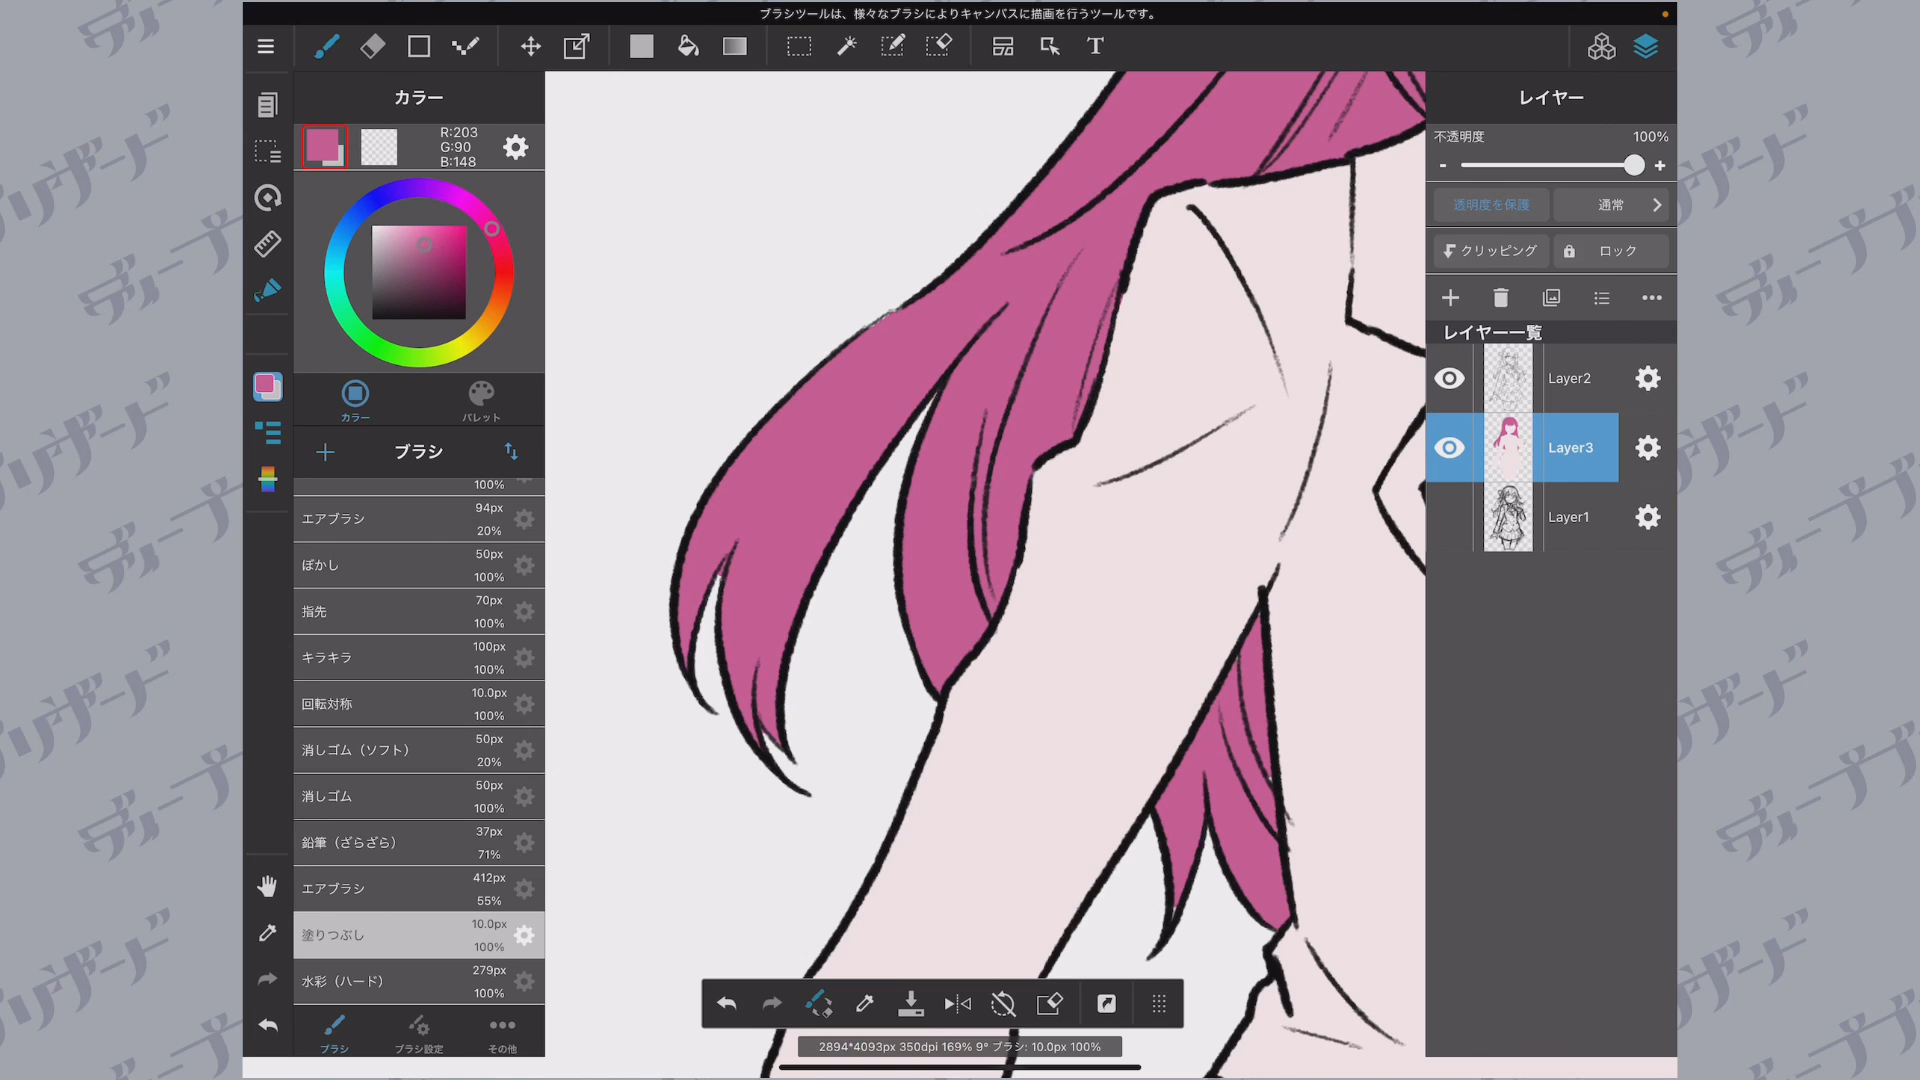 ブラシツールは、様々なブラシによりキャンバスに描画を行うツールです。
カラー
R:203
G:90
B:148
カラー
パレット
ブラシ
100%
エアブラシ
94px
20%
ぼかし
50px
100%
指先
70px
100%
キラキラ
100px
100%
回転対称
10.0px
100%
消しゴム（ソフト）
50px
20%
消しゴム
50px
100%
鉛筆（ざらざら）
37px
71%
エアブラシ
412px
55%
塗りつぶし
10.0px
100%
水彩（ハード）
279px
100%
ブラシ
ブラシ設定
その他
2894*4093px 350dpi 169% 9° ブラシ: 10.0px 100%
レイヤー
不透明度
100%
- +
透明度を保護
通常
クリッピング
ロック
レイヤー一覧
Layer2
Layer3
Layer1
T